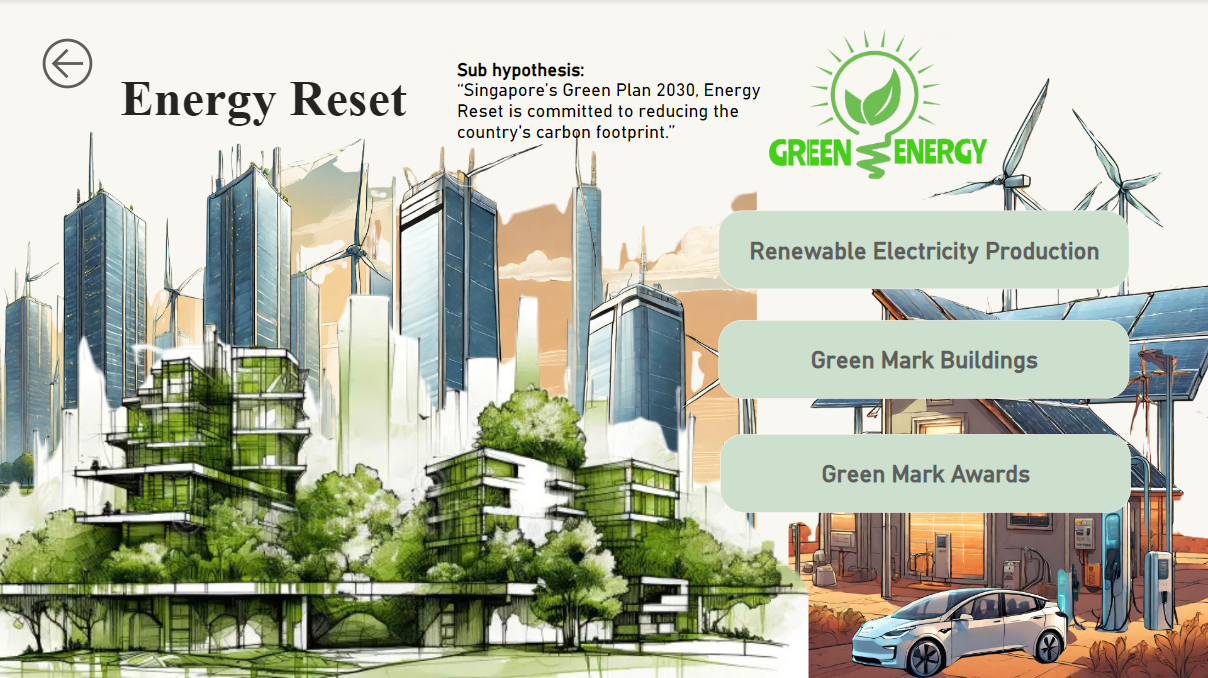 Energy Reset
Sub hypothesis:
“Singapore’s Green Plan 2030, Energy
Reset is committed to reducing the
country's carbon footprint.”
GREEN ENERGY
Renewable Electricity Production
Green Mark Buildings
Green Mark Awards